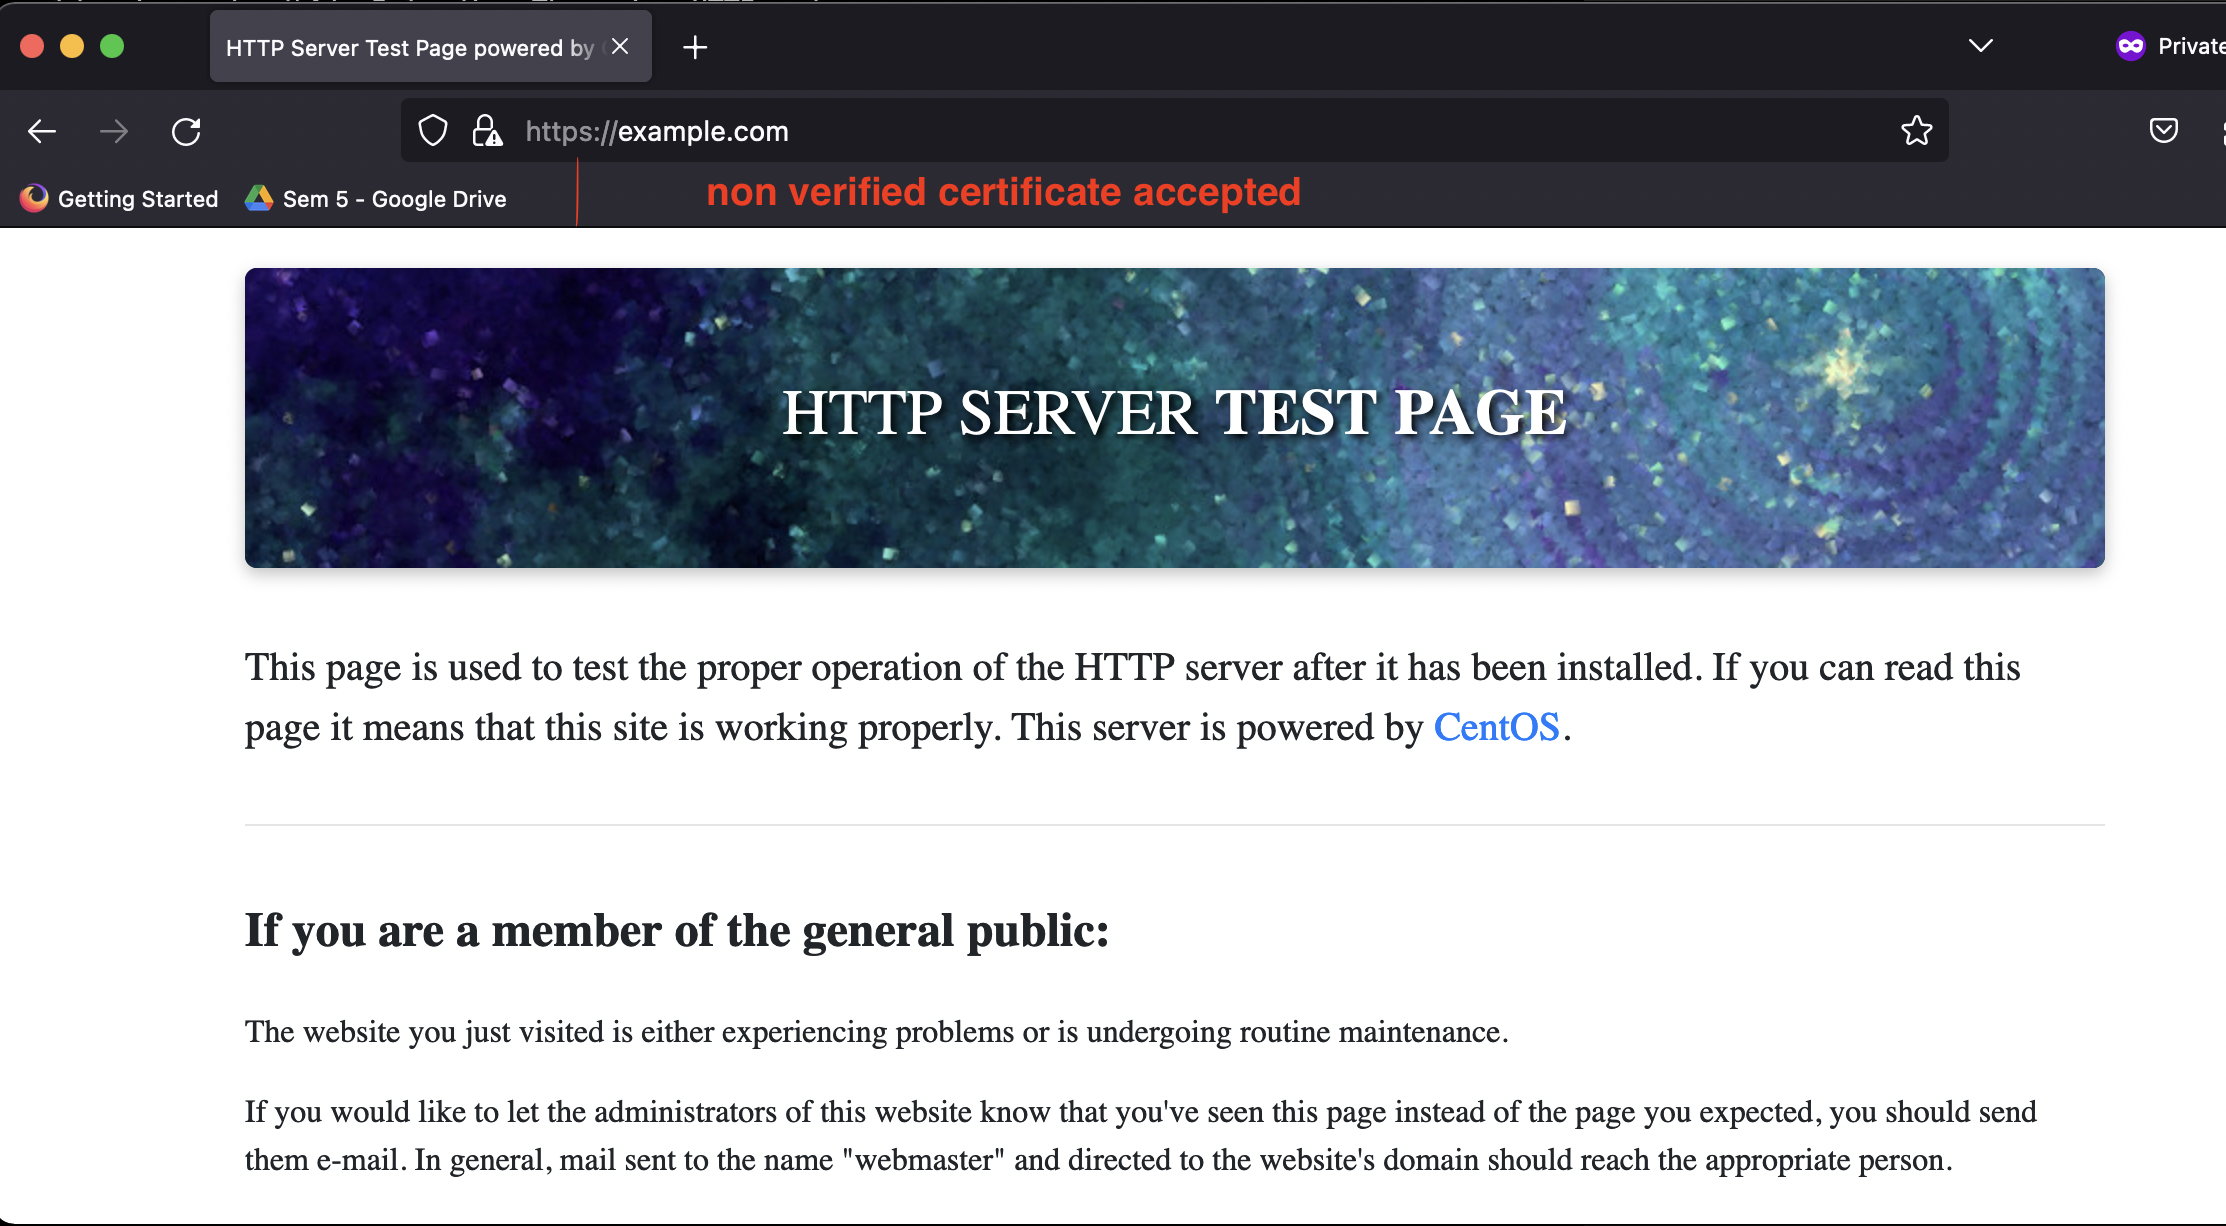 HTTP Server Test Page powered by
Private
https://example.com
Getting Started
Sem 5 - Google Drive
non verified certificate accepted
HTTP SERVER TEST PAGE
This page is used to test the proper operation of the HTTP server after it has been installed. If you can read this
page it means that this site is working properly. This server is powered by CentOS.
If you are a member of the general public:
The website you just visited is either experiencing problems or is undergoing routine maintenance.
If you would like to let the administrators of this website know that you've seen this page instead of the page you expected, you should send
them e-mail. In general, mail sent to the name "webmaster" and directed to the website's domain should reach the appropriate person.